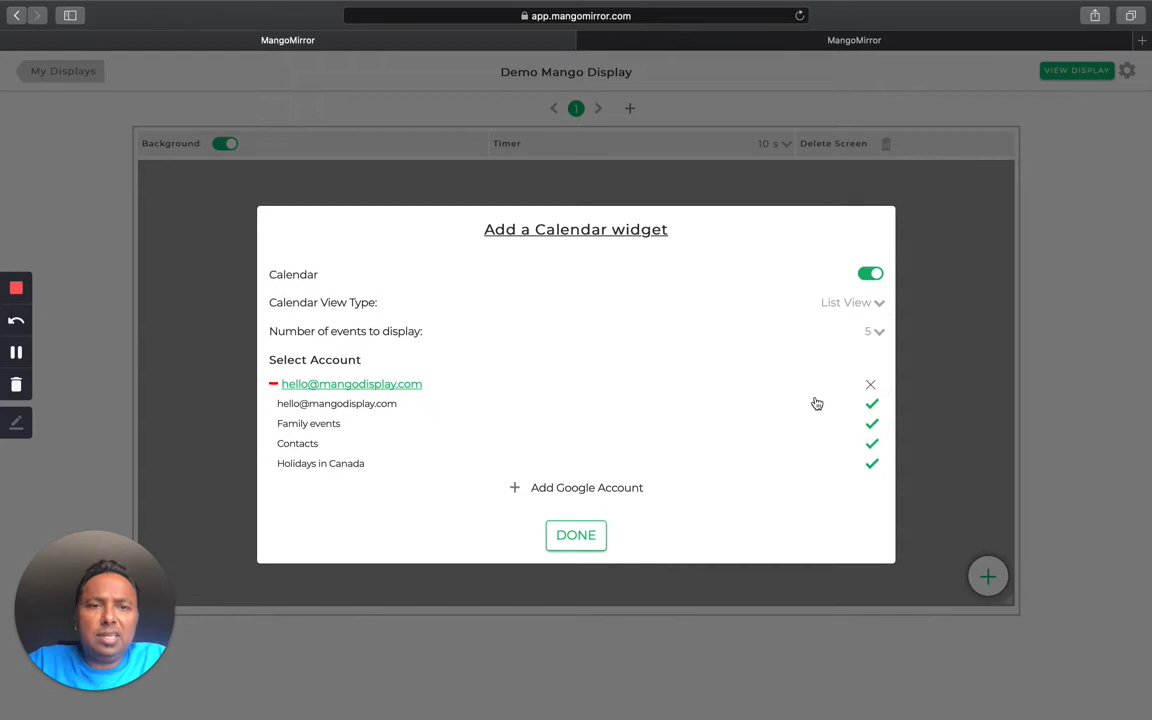 app.mangomirror.com
MangoMirror
MangoMirror
My Displays
Demo Mango Display
VIEW DISPLAY
1
Background
Timer
10 s
Delete Screen
Add a Calendar widget
Calendar
Calendar View Type:
List View
Number of events to display:
5
Select Account
hello@mangodisplay.com
hello@mangodisplay.com
Family events
Contacts
Holidays in Canada
Add Google Account
DONE